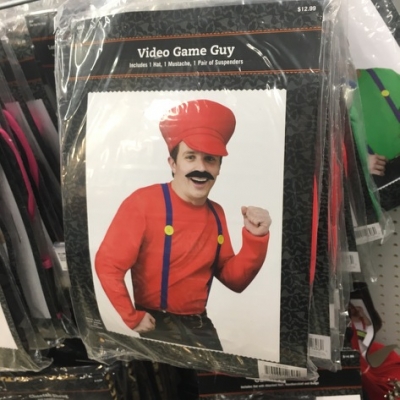 $12.99
Video Game Guy
Includes 1 Hat, 1 Mustache, 1 Pair of Suspenders